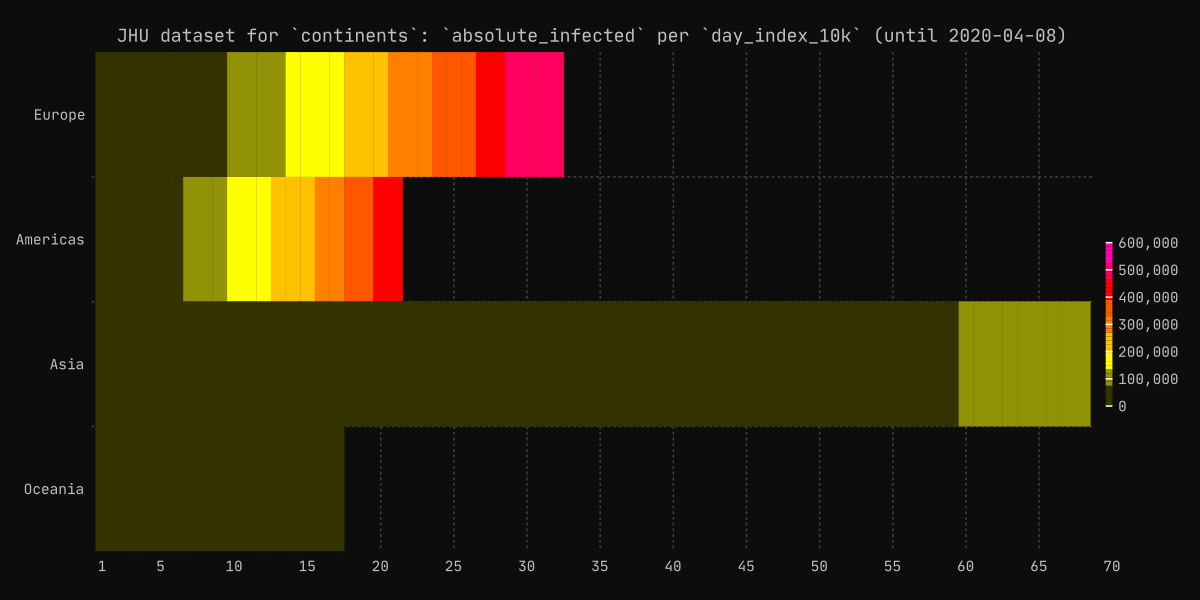 JHU dataset for `continents`: `absolute_infected` per `day_index_10k` (until 2020-04-08)
Europe
Americas
Asia
Oceania
600,000
500,000
400,000
300,000
200,000
100,000
0
1 5 10 15 20 25 30 35 40 45 50 55 60 65 70